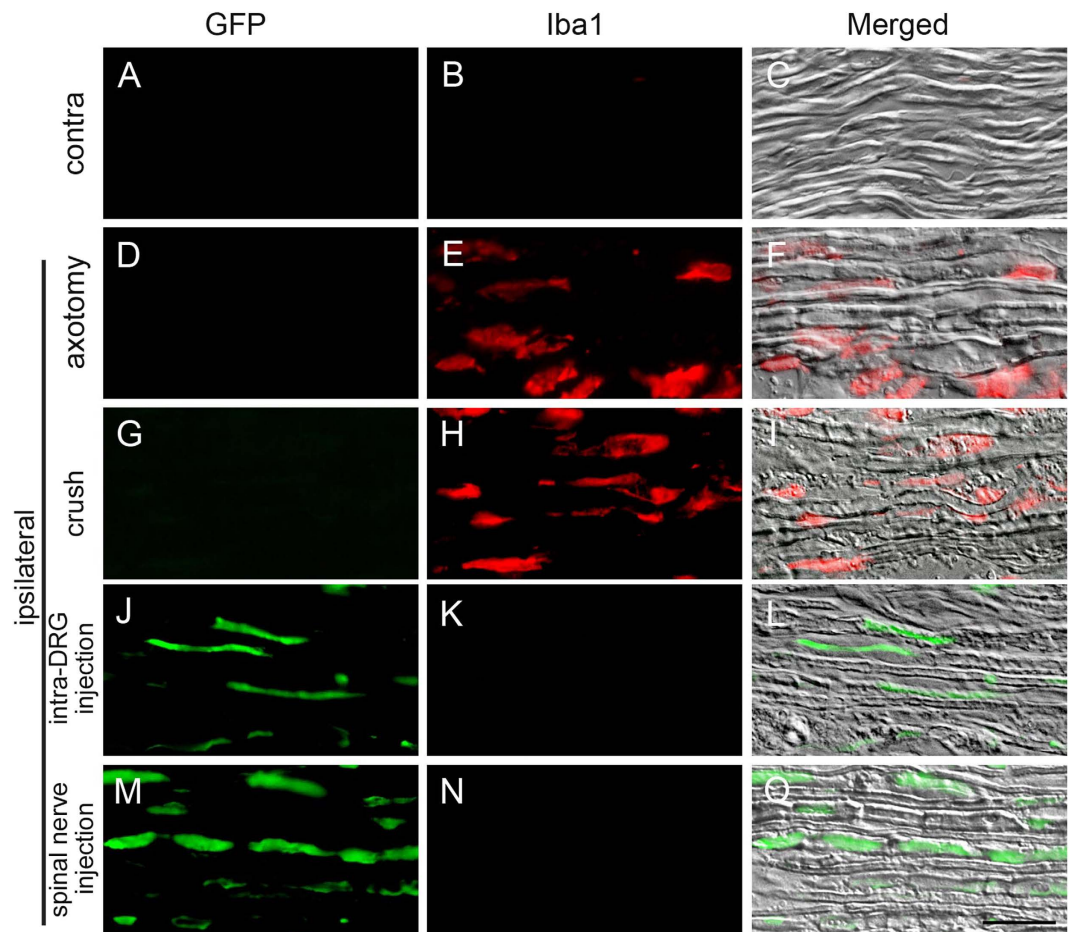 GFP Iba1 Merged
contra
A B C
ipsilateral
axotomy
D E F
crush
G H I
intra-DRG
injection
J K L
spinal nerve
injection
M N O